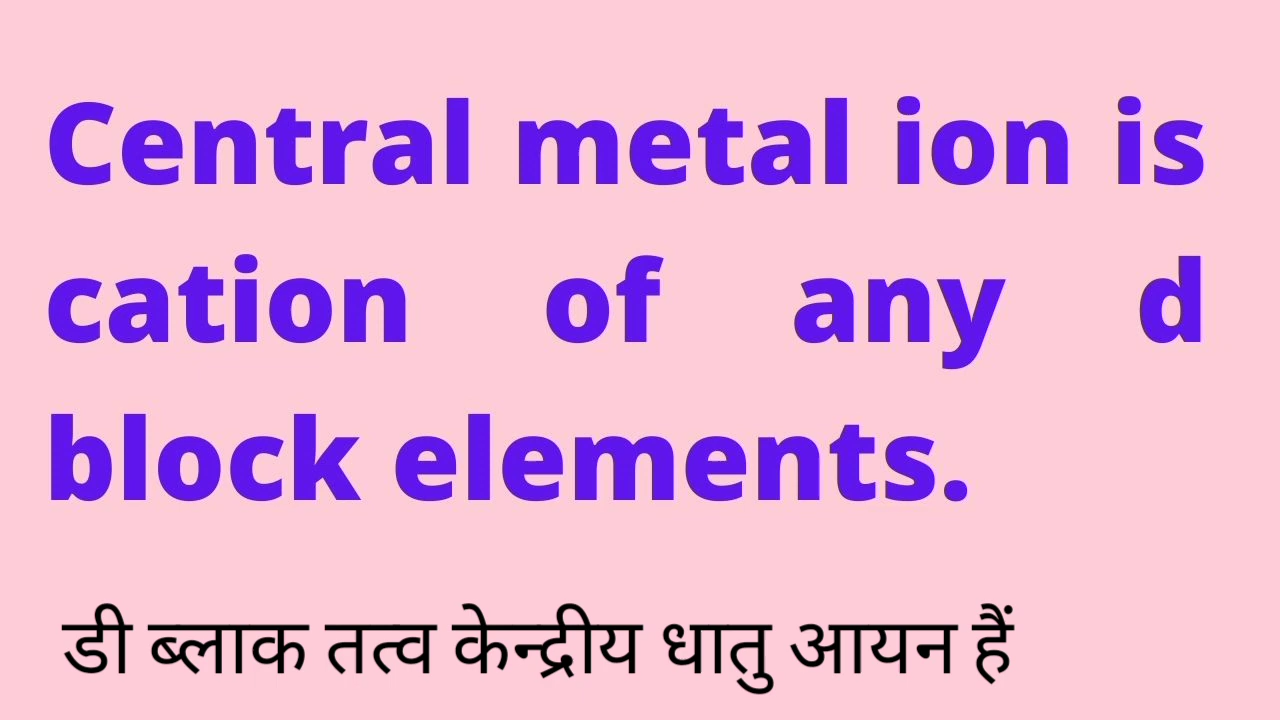 Central metal ion is
cation of any d
block elements.
डी ब्लाक तत्व केन्द्रीय धातु आयन हैं